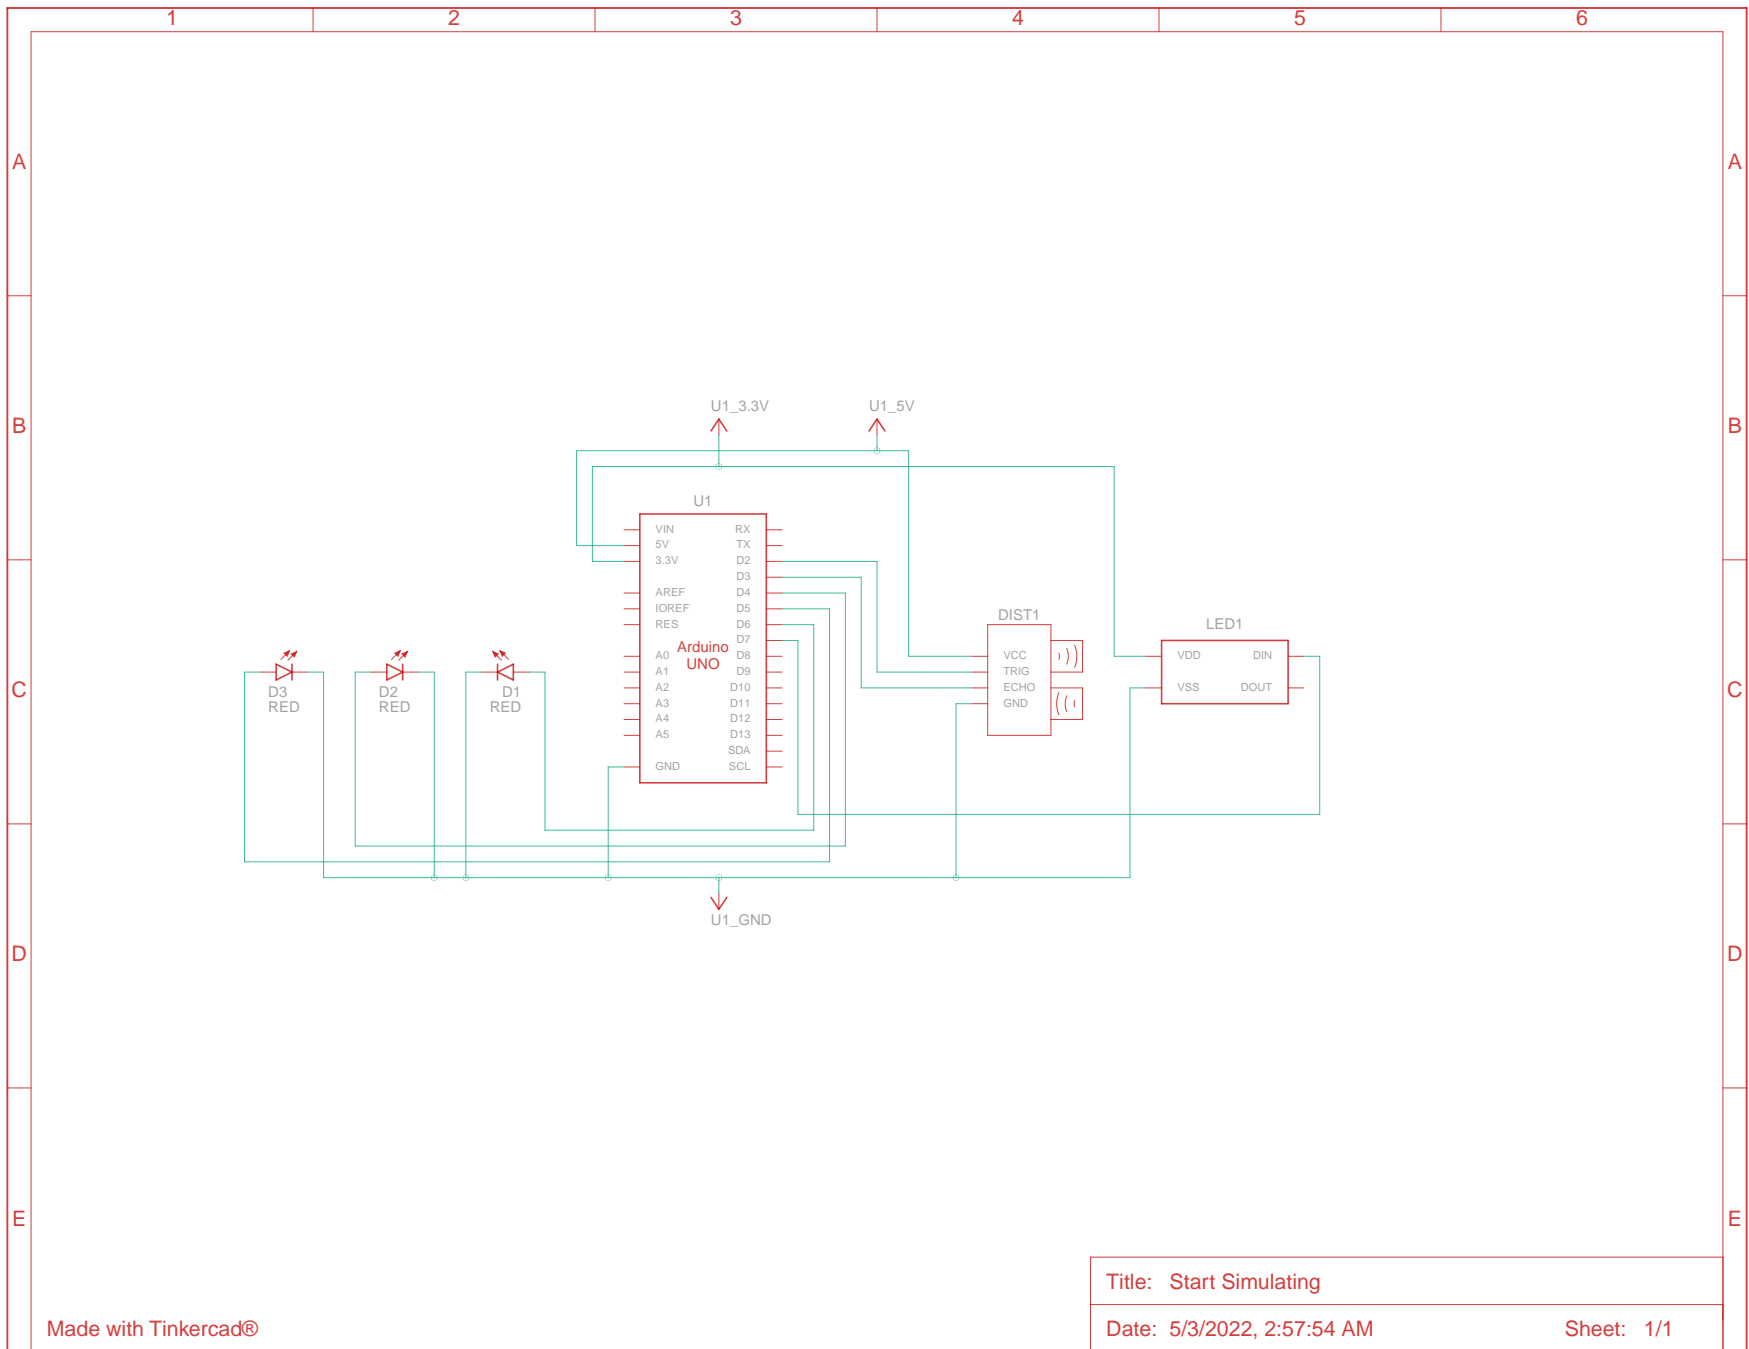 1 2 3 4 5 6
A A
B B
U1_3.3V U1_5V
U1
VIN RX
5V TX
3.3V D2
D3
AREF D4
IOREF D5
RES D6
D7
Arduino
UNO
A0 D8
A1 D9
A2 D10
A3 D11
A4 D12
A5 D13
SDA
GND SCL
DIST1
VCC
TRIG
ECHO
GND
LED1
VDD DIN
VSS DOUT
C C
D3
RED
D2
RED
D1
RED
U1_GND
D D
E E
Title: Start Simulating
Made with Tinkercad®
Date: 5/3/2022, 2:57:54 AM Sheet: 1/1